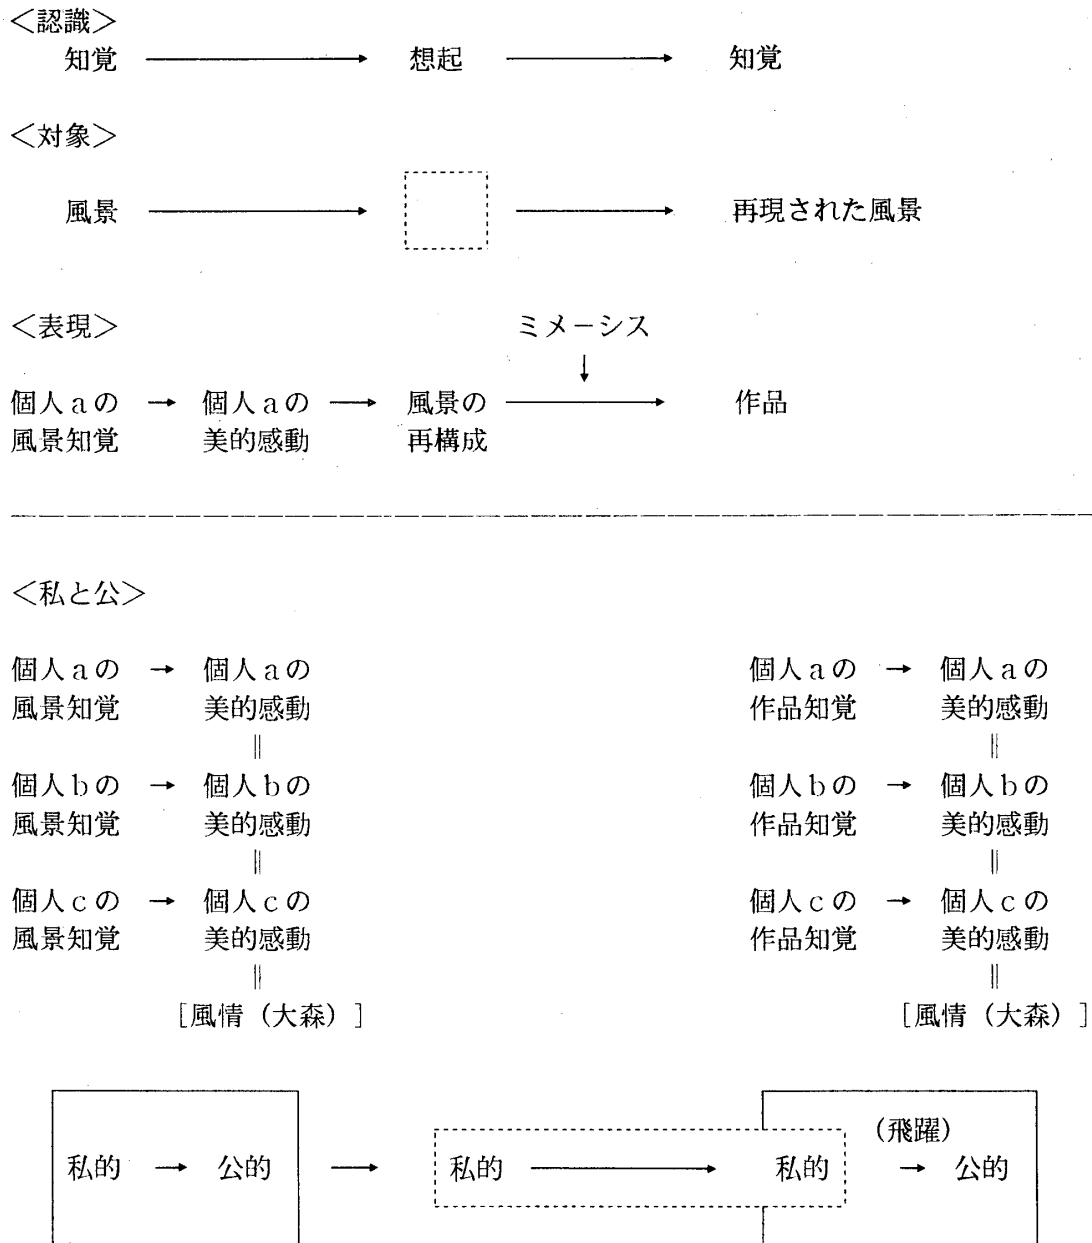 ＜認識＞
知覚 → 想起 → 知覚
＜対象＞
風景 → → 再現された風景
＜表現＞ ミメーシス
↓
個人ａの → 個人ａの → 風景の → 作品
風景知覚 美的感動 再構成
＜私と公＞
個人ａの → 個人ａの 個人ａの → 個人ａの
風景知覚 美的感動 作品知覚 美的感動
∥ ∥
個人ｂの → 個人ｂの 個人ｂの → 個人ｂの
風景知覚 美的感動 作品知覚 美的感動
∥ ∥
個人ｃの → 個人ｃの 個人ｃの → 個人ｃの
風景知覚 美的感動 作品知覚 美的感動
∥ ∥
［風情（大森）］ ［風情（大森）］
（飛躍）
私的 → 公的 → 私的 → 私的 → 公的